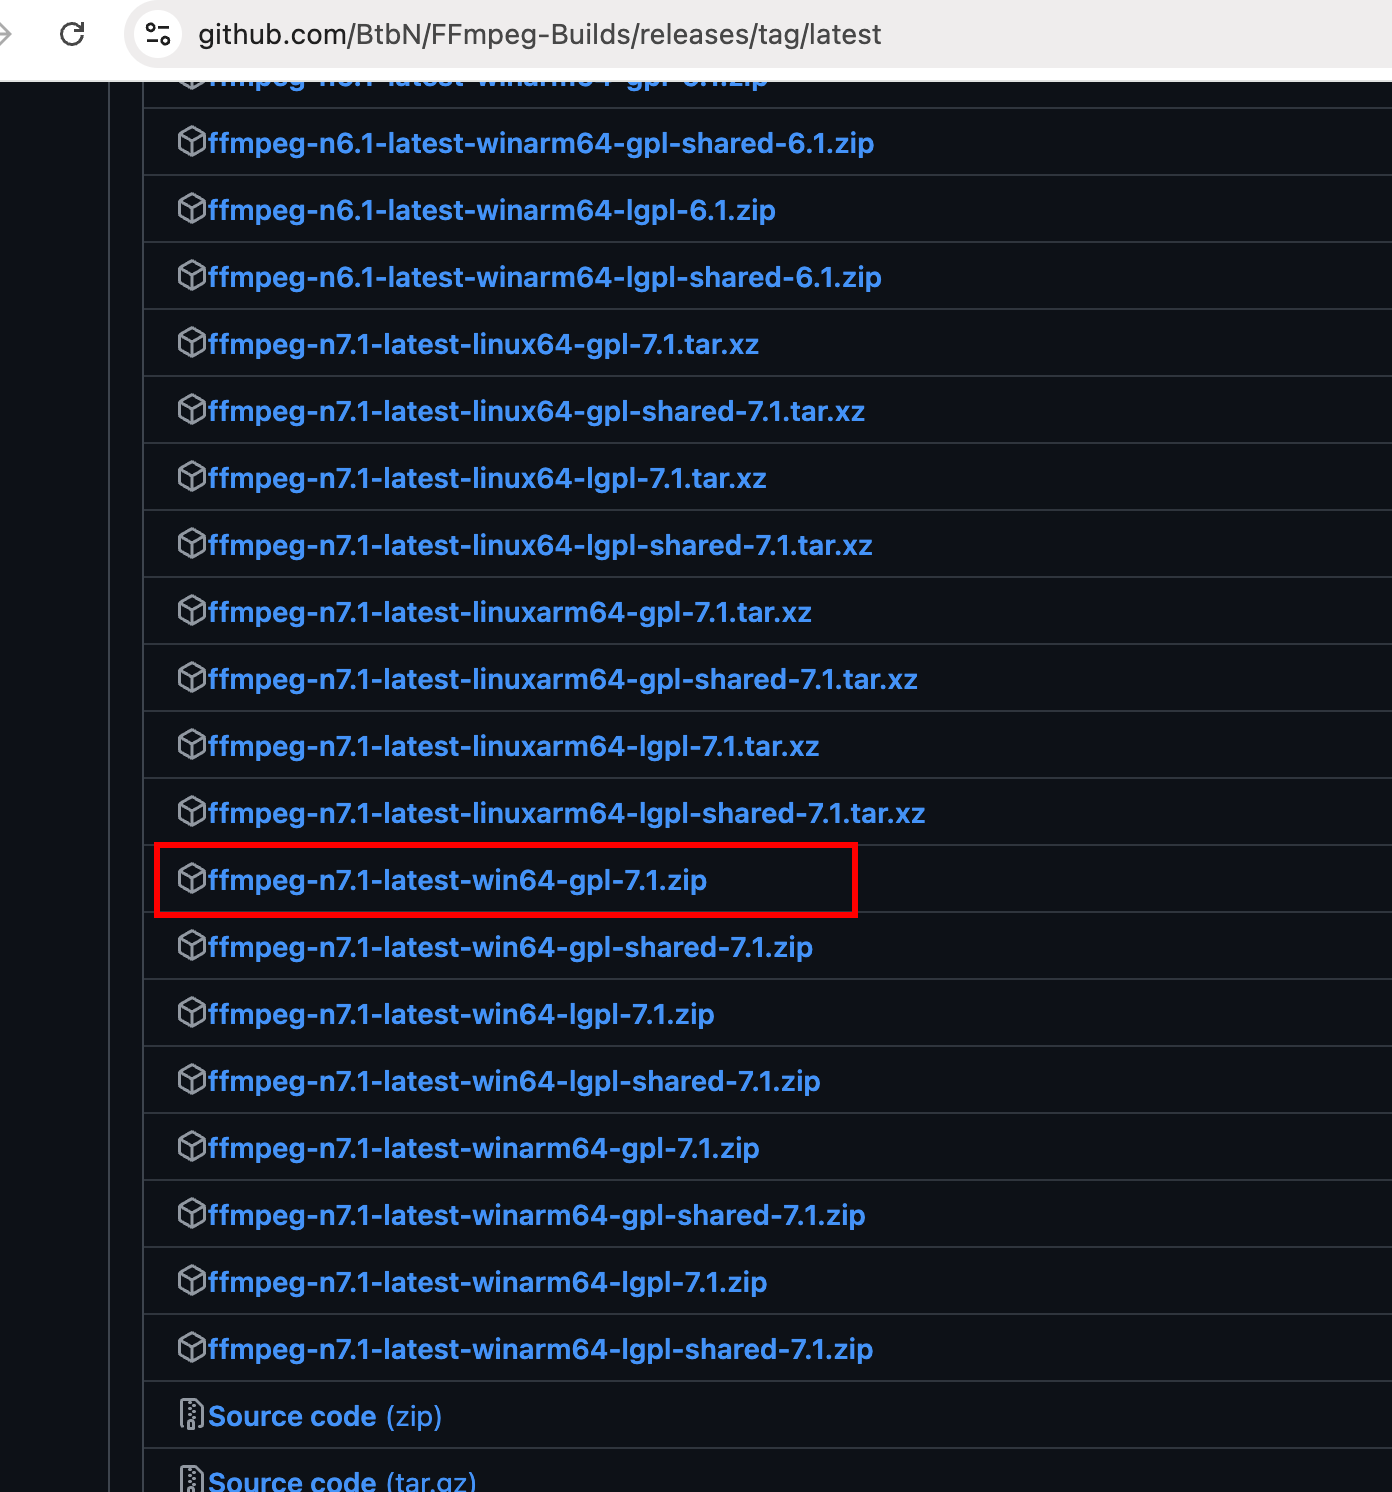 github.com/BtbN/FFmpeg-Builds/releases/tag/latest
ffmpeg-n6.1-latest-winarm64-gpl-6.1.zip
ffmpeg-n6.1-latest-winarm64-gpl-shared-6.1.zip
ffmpeg-n6.1-latest-winarm64-lgpl-6.1.zip
ffmpeg-n6.1-latest-winarm64-lgpl-shared-6.1.zip
ffmpeg-n7.1-latest-linux64-gpl-7.1.tar.xz
ffmpeg-n7.1-latest-linux64-gpl-shared-7.1.tar.xz
ffmpeg-n7.1-latest-linux64-lgpl-7.1.tar.xz
ffmpeg-n7.1-latest-linux64-lgpl-shared-7.1.tar.xz
ffmpeg-n7.1-latest-linuxarm64-gpl-7.1.tar.xz
ffmpeg-n7.1-latest-linuxarm64-gpl-shared-7.1.tar.xz
ffmpeg-n7.1-latest-linuxarm64-lgpl-7.1.tar.xz
ffmpeg-n7.1-latest-linuxarm64-lgpl-shared-7.1.tar.xz
ffmpeg-n7.1-latest-win64-gpl-7.1.zip
ffmpeg-n7.1-latest-win64-gpl-shared-7.1.zip
ffmpeg-n7.1-latest-win64-lgpl-7.1.zip
ffmpeg-n7.1-latest-win64-lgpl-shared-7.1.zip
ffmpeg-n7.1-latest-winarm64-gpl-7.1.zip
ffmpeg-n7.1-latest-winarm64-gpl-shared-7.1.zip
ffmpeg-n7.1-latest-winarm64-lgpl-7.1.zip
ffmpeg-n7.1-latest-winarm64-lgpl-shared-7.1.zip
Source code (zip)
Source code (tar.gz)